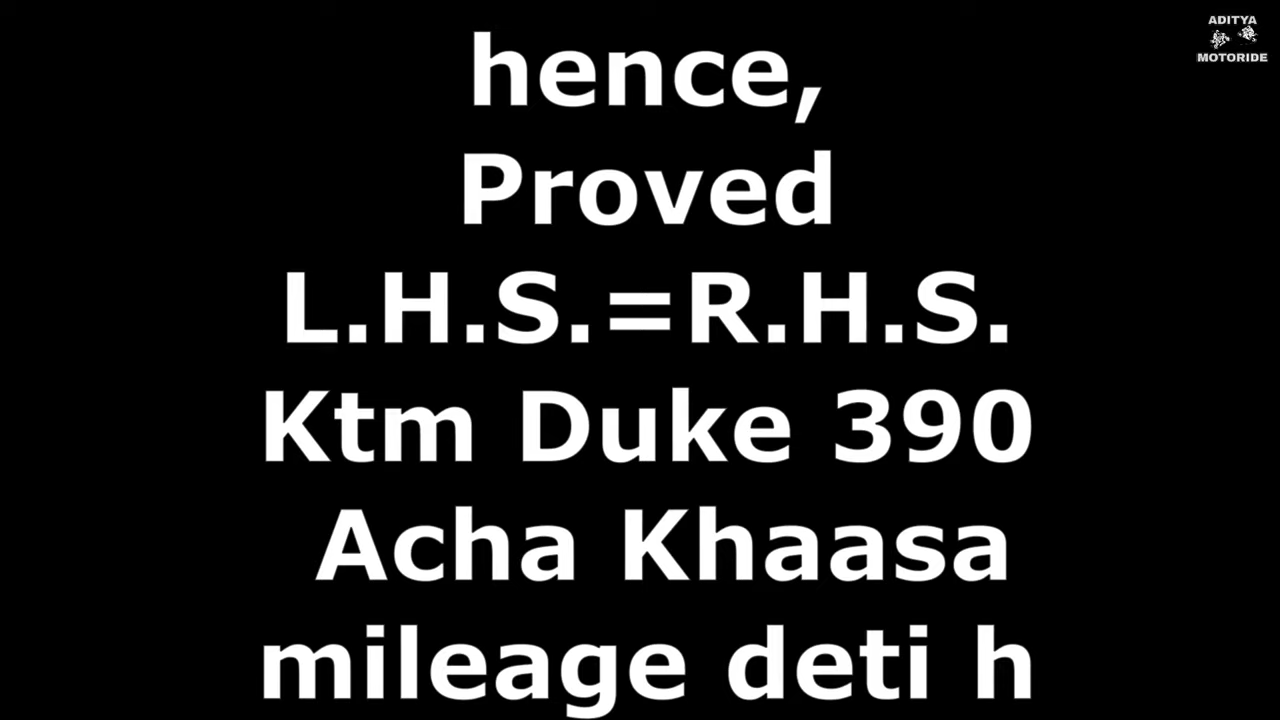 ADITYA
MOTORIDE
hence,
Proved
L.H.S.=R.H.S.
Ktm Duke 390
Acha Khaasa
mileage deti h